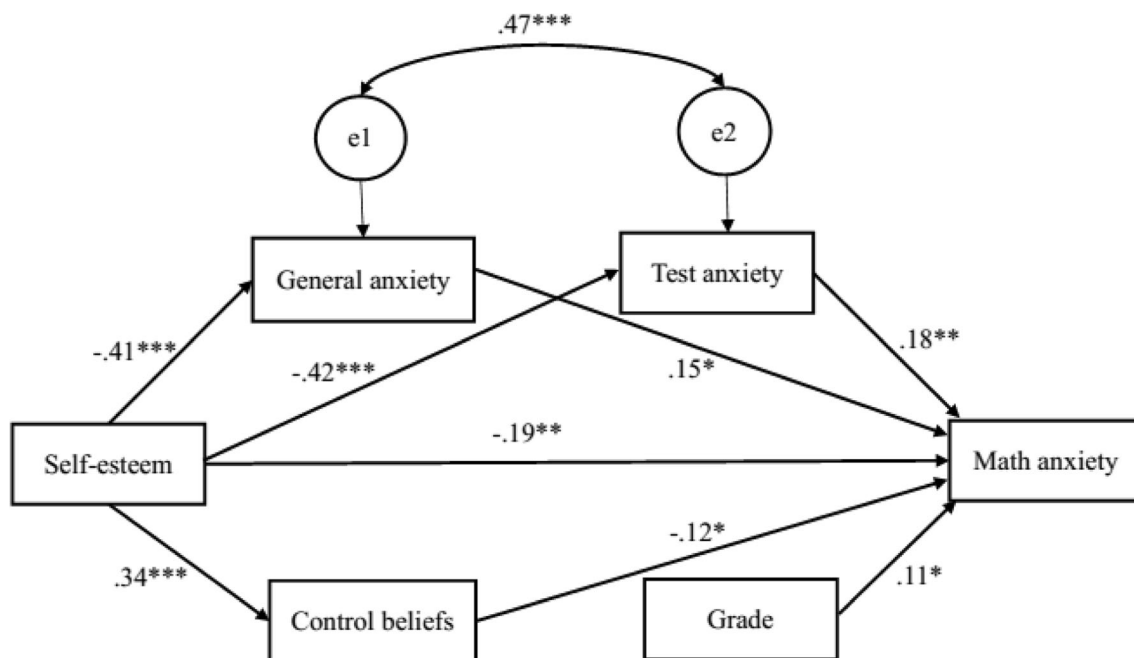 .47***
e1
e2
General anxiety
Test anxiety
-.41***
-.42***
.15*
.18**
Self-esteem
-.19**
Math anxiety
.34***
-.12*
.11*
Control beliefs
Grade